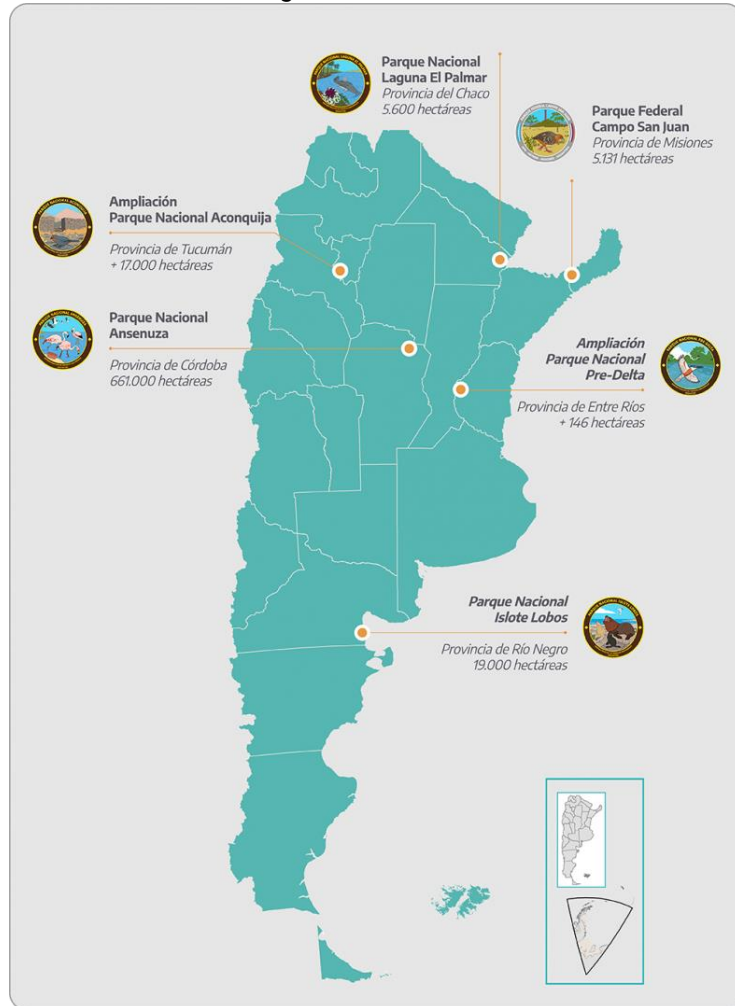 Parque Nacional
Laguna El Palmar
Provincia del Chaco
5.600 hectáreas
Parque Federal
Campo San Juan
Provincia de Misiones
5.131 hectáreas
Ampliación
Parque Nacional Aconquija
Provincia de Tucumán
+ 17.000 hectáreas
Parque Nacional
Ansenuza
Provincia de Córdoba
661.000 hectáreas
Ampliación
Parque Nacional
Pre-Delta
Provincia de Entre Ríos
+ 146 hectáreas
Parque Nacional
Islote Lobos
Provincia de Río Negro
19.000 hectáreas